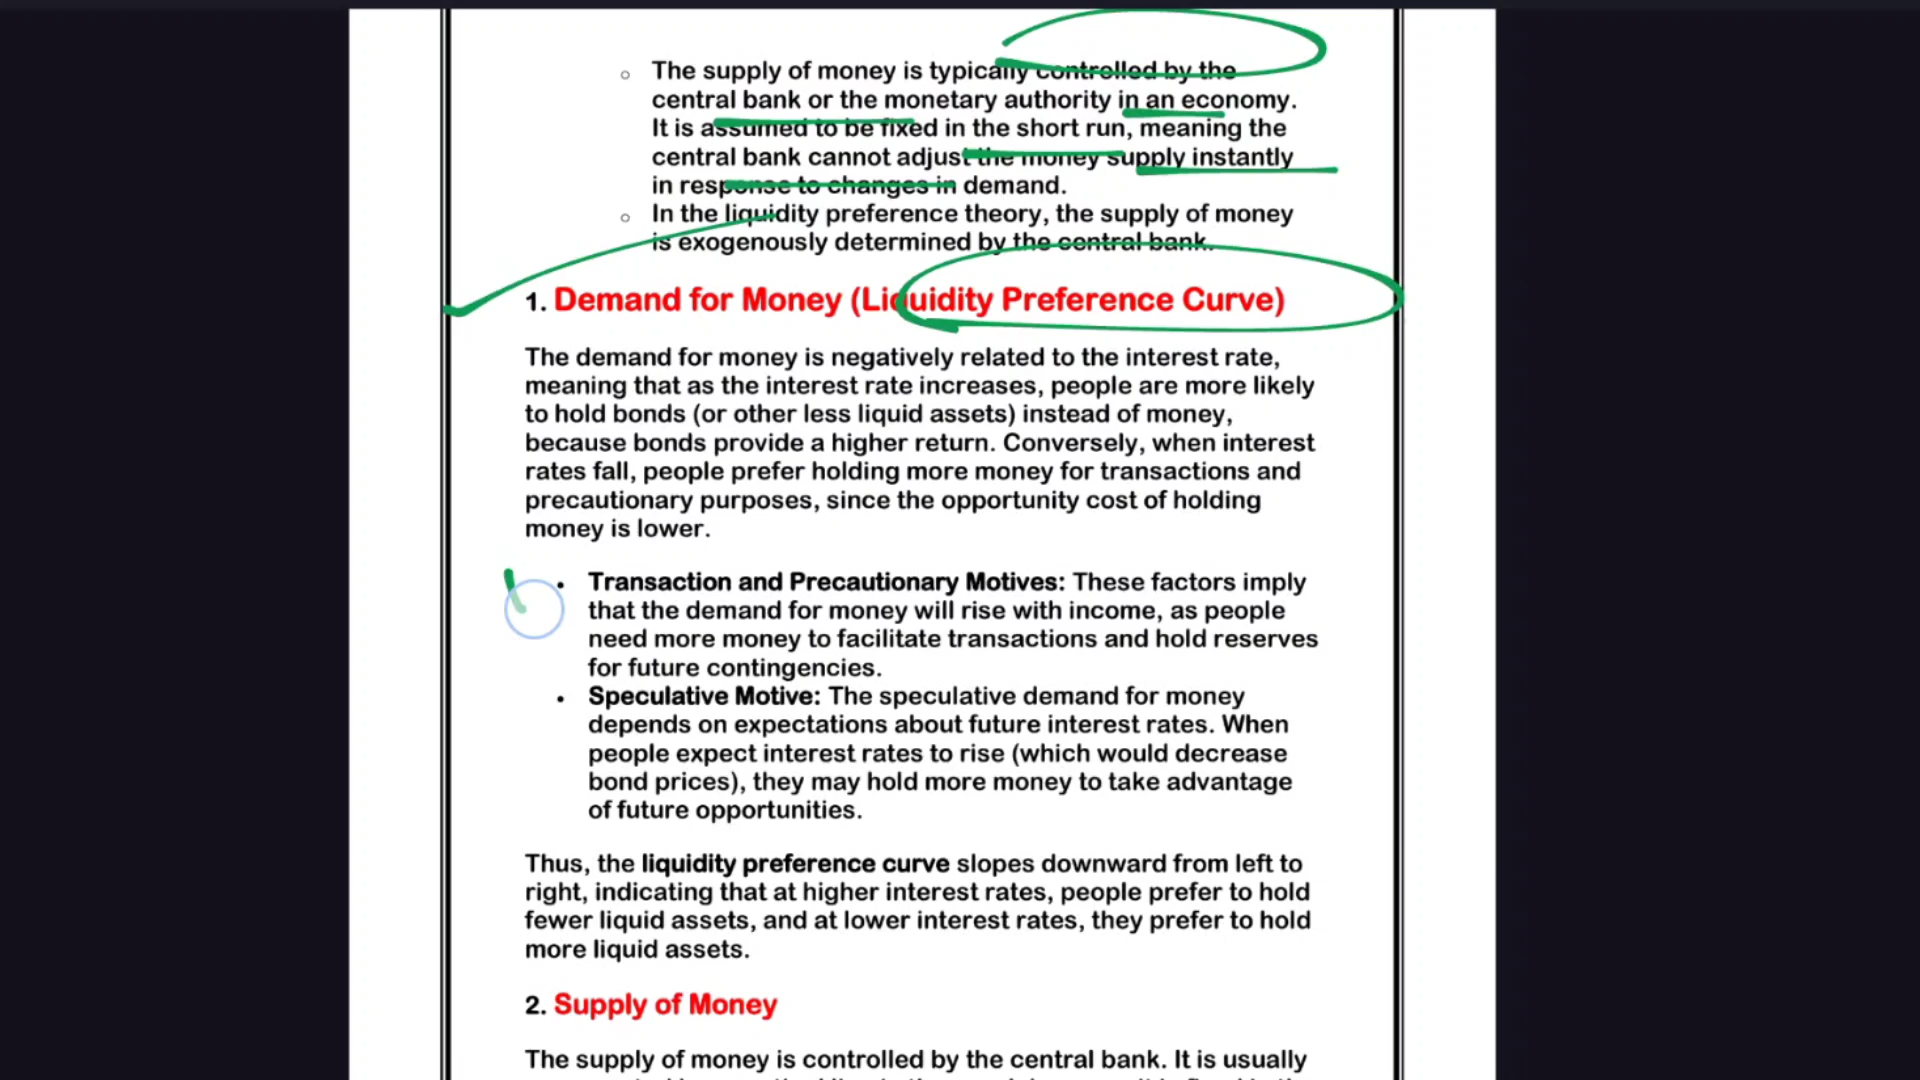 The supply of money is typically controlled by the
central bank or the monetary authority in an economy.
It is assumed to be fixed in the short run, meaning the
central bank cannot adjust the money supply instantly
in response to changes in demand.
In the liquidity preference theory, the supply of money
is exogenously determined by the central bank.
1. Demand for Money (Liquidity Preference Curve)
The demand for money is negatively related to the interest rate,
meaning that as the interest rate increases, people are more likely
to hold bonds (or other less liquid assets) instead of money,
because bonds provide a higher return. Conversely, when interest
rates fall, people prefer holding more money for transactions and
precautionary purposes, since the opportunity cost of holding
money is lower.
• Transaction and Precautionary Motives: These factors imply
that the demand for money will rise with income, as people
need more money to facilitate transactions and hold reserves
for future contingencies.
• Speculative Motive: The speculative demand for money
depends on expectations about future interest rates. When
people expect interest rates to rise (which would decrease
bond prices), they may hold more money to take advantage
of future opportunities.
Thus, the liquidity preference curve slopes downward from left to
right, indicating that at higher interest rates, people prefer to hold
fewer liquid assets, and at lower interest rates, they prefer to hold
more liquid assets.
2. Supply of Money
The supply of money is controlled by the central bank. It is usually